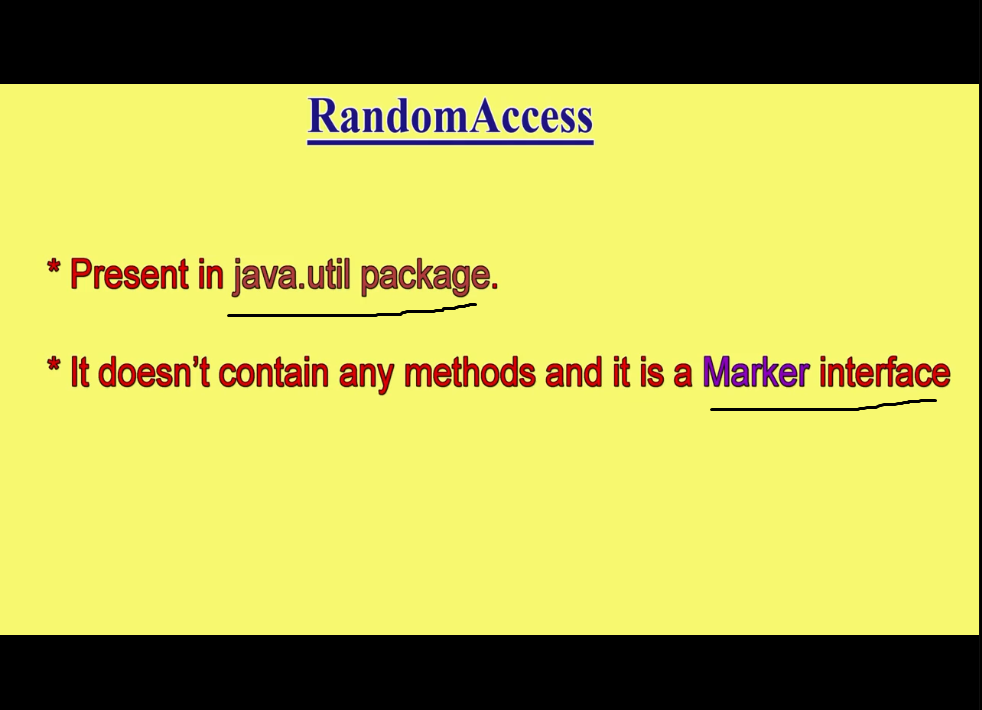 RandomAccess
* Present in java.util package.
* It doesn’t contain any methods and it is a Marker interface